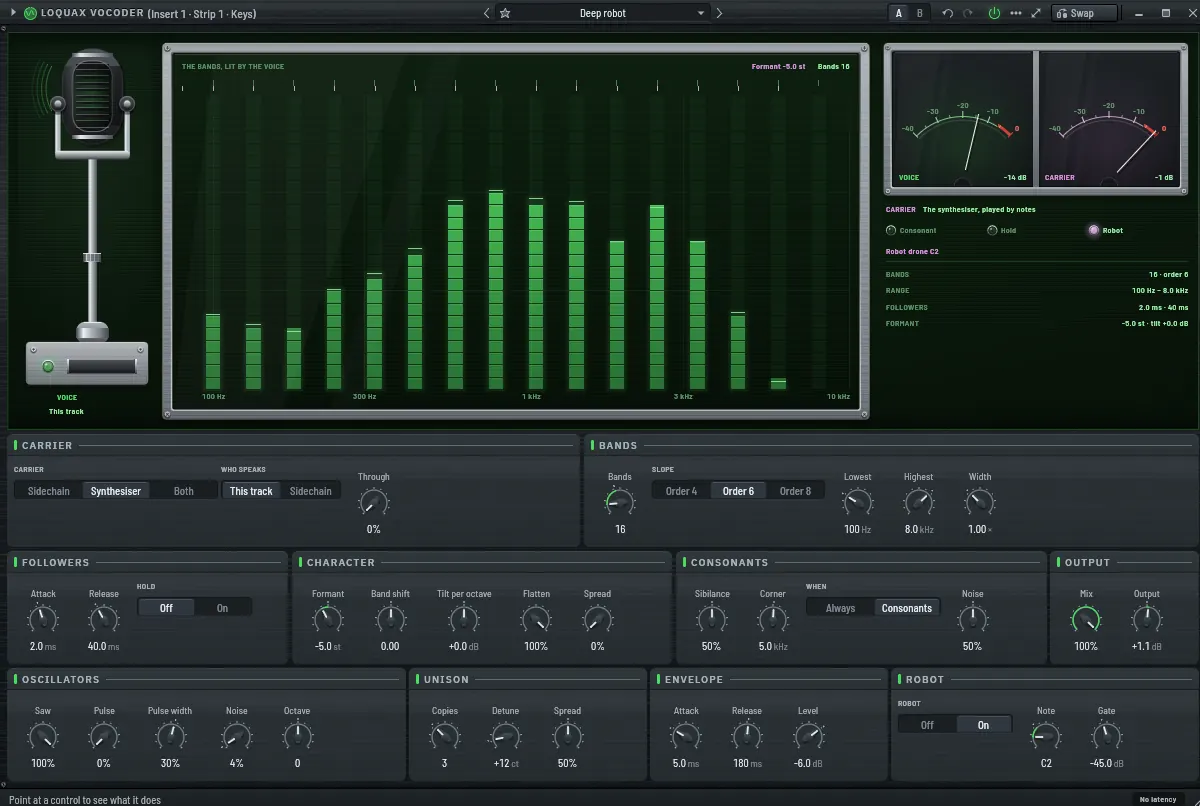 LOQUAX VOCODER (Insert 1 · Strip 1 · Keys)
Deep robot
A B
Swap
THE BANDS, LIT BY THE VOICE
Formant -5.0 st Bands 16
100 Hz 300 Hz 1 kHz 3 kHz 10 kHz
VOICE
This track
-40 -30 -20 -10 0
VOICE -14 dB
-40 -30 -20 -10 0
CARRIER -1 dB
CARRIER The synthesiser, played by notes
Consonant Hold Robot
Robot drone C2
BANDS 16 · order 6
RANGE 100 Hz – 8.0 kHz
FOLLOWERS 2.0 ms · 40 ms
FORMANT -5.0 st · tilt +0.0 dB
CARRIER
CARRIER WHO SPEAKS Through
Sidechain Synthesiser Both This track Sidechain
0%
BANDS
Bands SLOPE Lowest Highest Width
Order 4 Order 6 Order 8
16 100 Hz 8.0 kHz 1.00 ×
FOLLOWERS
Attack Release HOLD
Off On
2.0 ms 40.0 ms
CHARACTER
Formant Band shift Tilt per octave Flatten Spread
-5.0 st 0.00 +0.0 dB 100% 0%
CONSONANTS
Sibilance Corner WHEN Noise
Always Consonants
50% 5.0 kHz 50%
OUTPUT
Mix Output
100% +1.1 dB
OSCILLATORS
Saw Pulse Pulse width Noise Octave
100% 0% 30% 4% 0
UNISON
Copies Detune Spread
3 +12 ct 50%
ENVELOPE
Attack Release Level
5.0 ms 180 ms -6.0 dB
ROBOT
ROBOT Note Gate
Off On
C2 -45.0 dB
Point at a control to see what it does
No latency